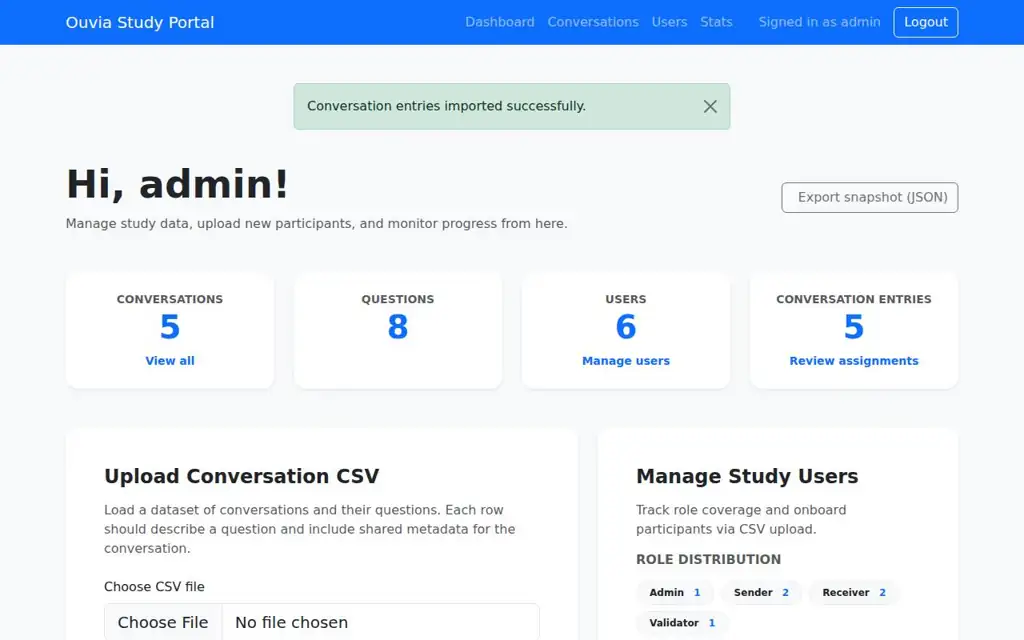 Ouvia Study Portal
Dashboard Conversations Users Stats Signed in as admin Logout
Conversation entries imported successfully.
Hi, admin!
Manage study data, upload new participants, and monitor progress from here.
Export snapshot (JSON)
CONVERSATIONS
5
View all
QUESTIONS
8
USERS
6
Manage users
CONVERSATION ENTRIES
5
Review assignments
Upload Conversation CSV
Load a dataset of conversations and their questions. Each row
should describe a question and include shared metadata for the
conversation.
Choose CSV file
Choose File No file chosen
Manage Study Users
Track role coverage and onboard
participants via CSV upload.
ROLE DISTRIBUTION
Admin 1 Sender 2 Receiver 2
Validator 1